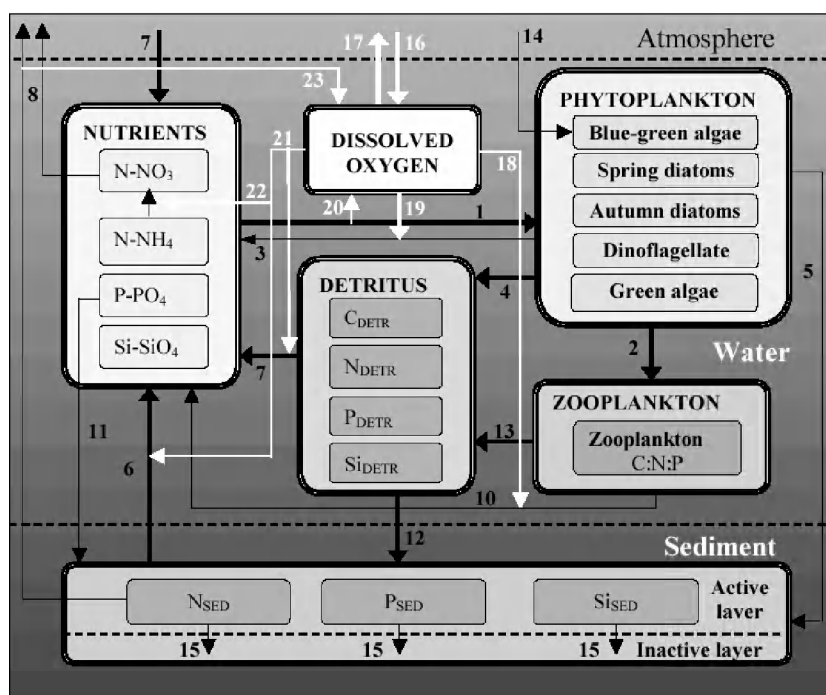 7
17
16
14
Atmosphere
8
23
NUTRIENTS
N-NO3
N-NH4
P-PO4
Si-SiO4
21
22
DISSOLVED
OXYGEN
18
20
19
1
3
PHYTOPLANKTON
Blue-green algae
Spring diatoms
Autumn diatoms
Dinoflagellate
Green algae
5
4
DETRITUS
CDETR
NDETR
PDETR
SiDETR
7
2
Water
ZOOPLANKTON
Zooplankton
C:N:P
13
11
6
10
12
Sediment
NSED
PSED
SiSED
Active
layer
15
15
15
Inactive layer